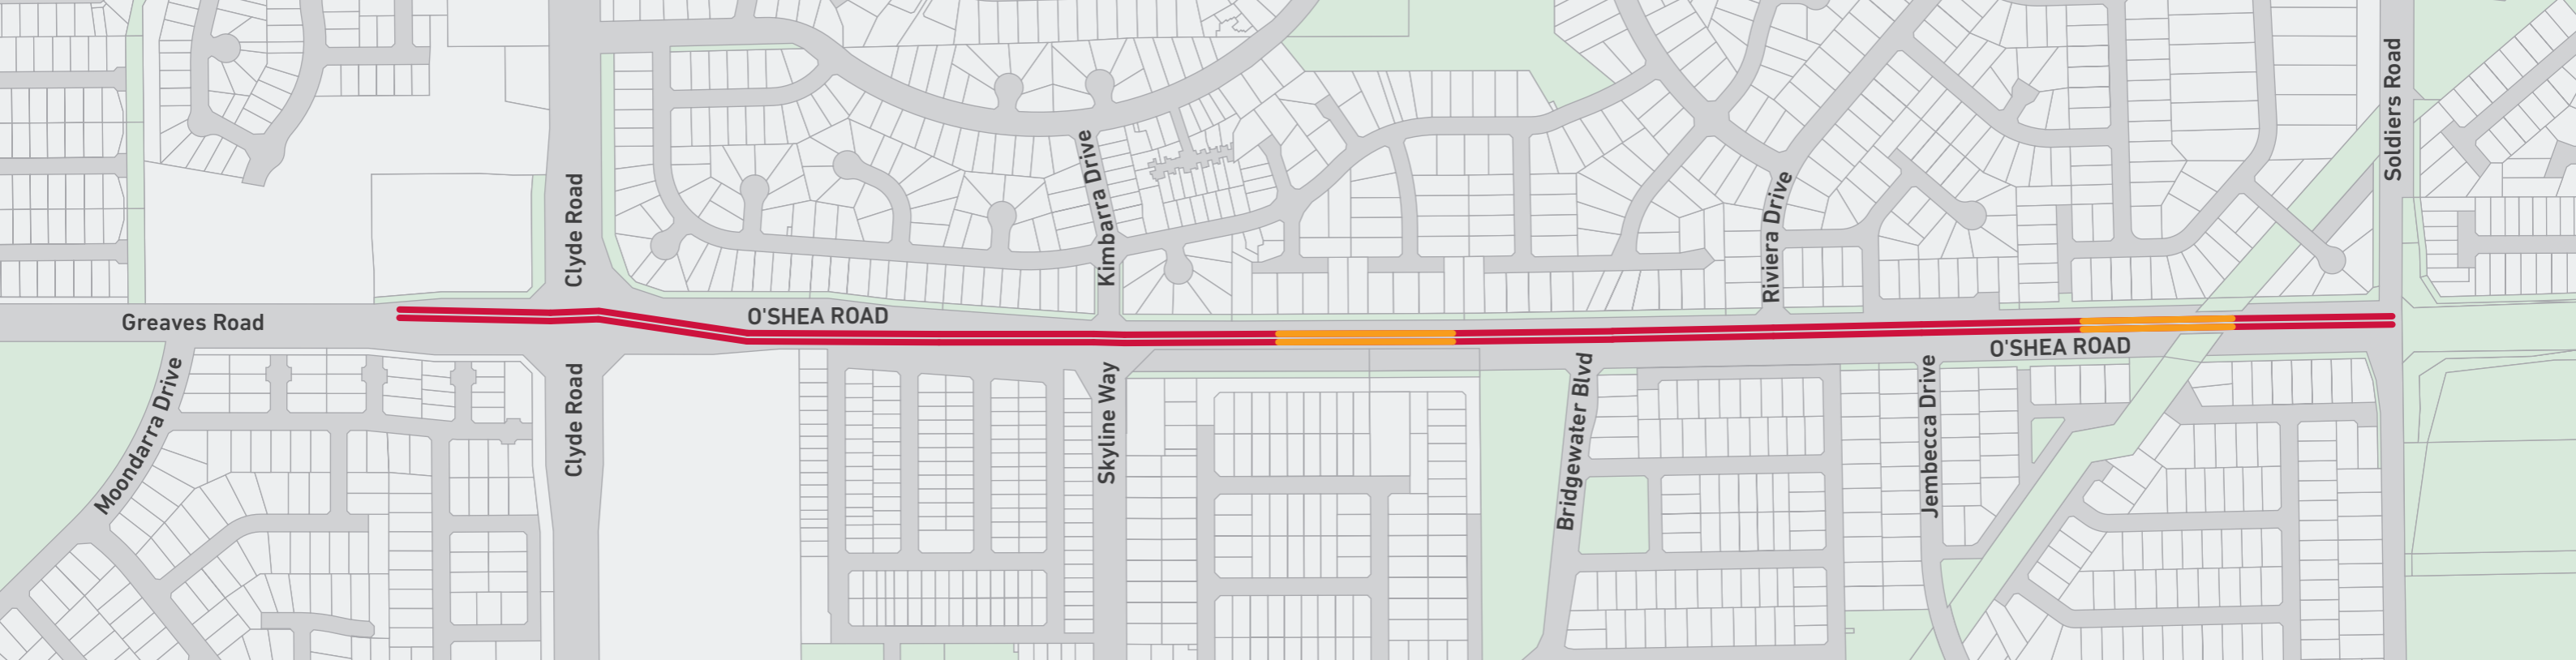 Soldiers Road
Kimbarra Drive
Clyde Road
Riviera Drive
Greaves Road
O'SHEA ROAD
O'SHEA ROAD
Moondarra Drive
Clyde Road
Skyline Way
Bridgewater Blvd
Jembecca Drive